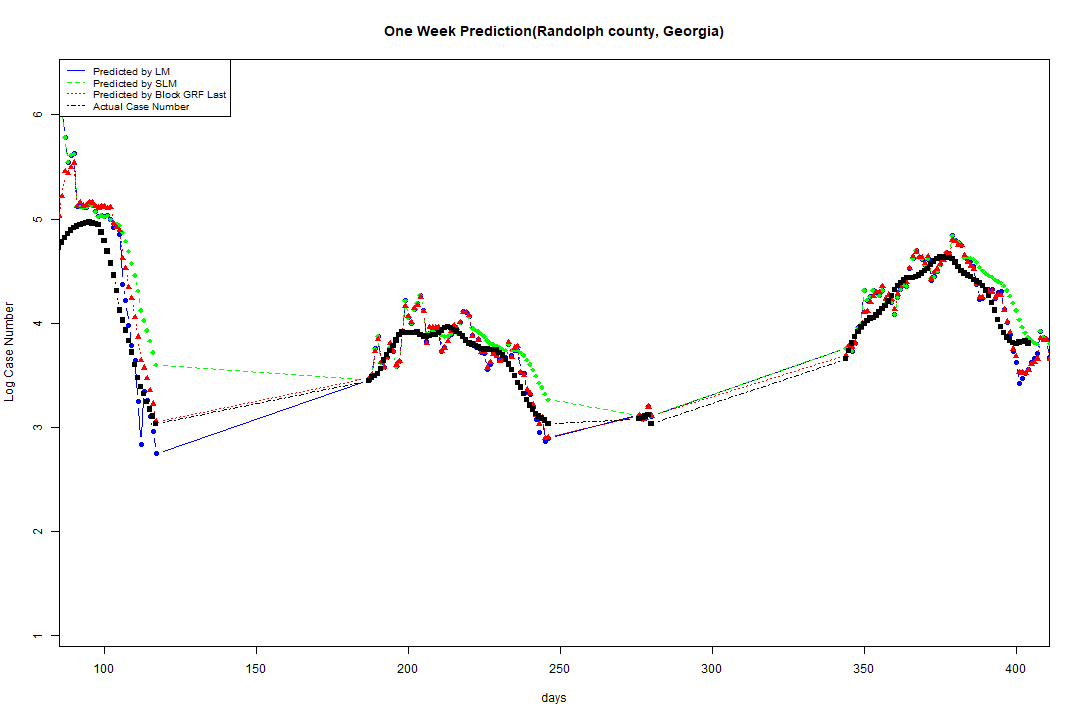 One Week Prediction(Randolph county, Georgia)
Predicted by LM
Predicted by SLM
Predicted by Block GRF Last
Actual Case Number
Log Case Number
6
5
4
3
2
1
100 150 200 250 300 350 400
days